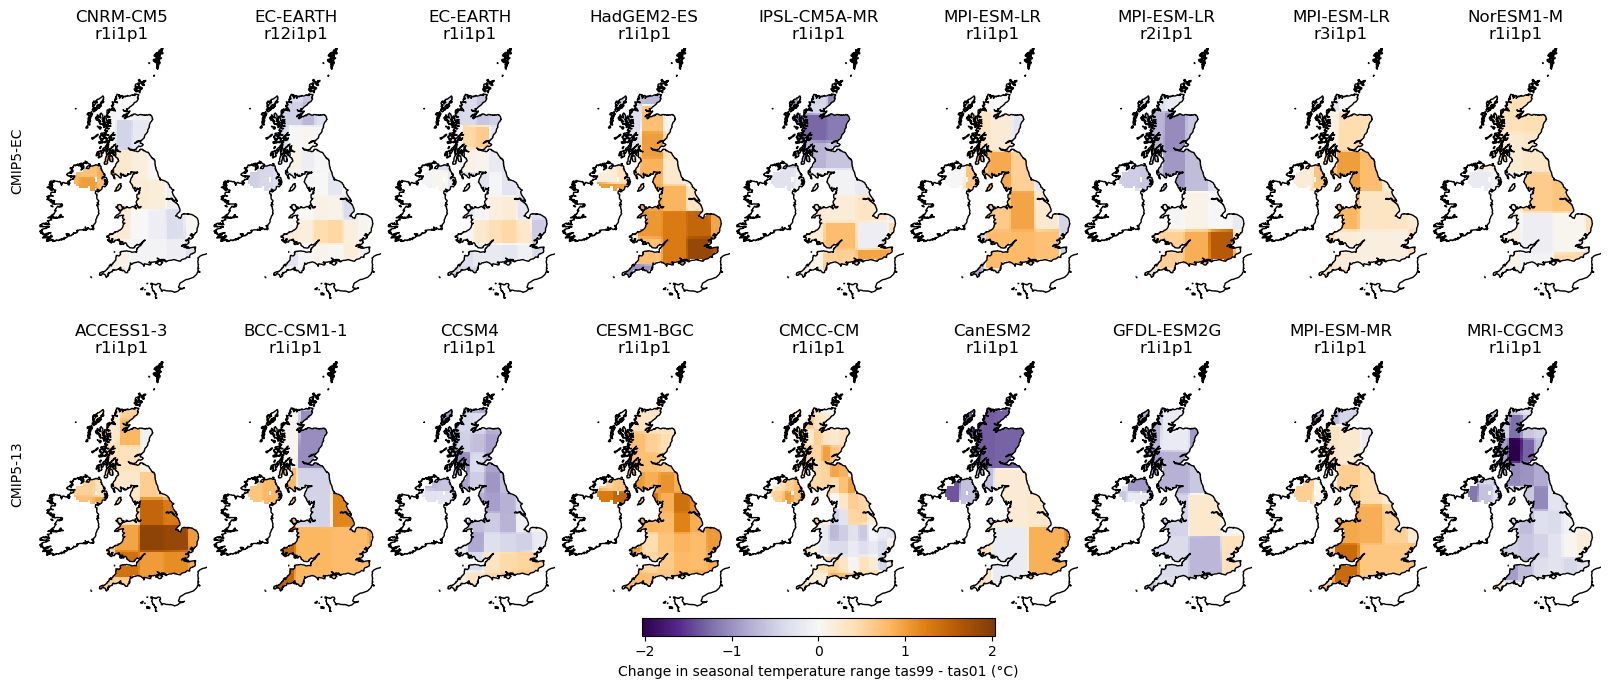 CNRM-CM5
r1i1p1
EC-EARTH
r12i1p1
EC-EARTH
r1i1p1
HadGEM2-ES
r1i1p1
IPSL-CM5A-MR
r1i1p1
MPI-ESM-LR
r1i1p1
MPI-ESM-LR
r2i1p1
MPI-ESM-LR
r3i1p1
NorESM1-M
r1i1p1
CMIP5-EC
ACCESS1-3
r1i1p1
BCC-CSM1-1
r1i1p1
CCSM4
r1i1p1
CESM1-BGC
r1i1p1
CMCC-CM
r1i1p1
CanESM2
r1i1p1
GFDL-ESM2G
r1i1p1
MPI-ESM-MR
r1i1p1
MRI-CGCM3
r1i1p1
CMIP5-13
−2 −1 0 1 2
Change in seasonal temperature range tas99 - tas01 (°C)